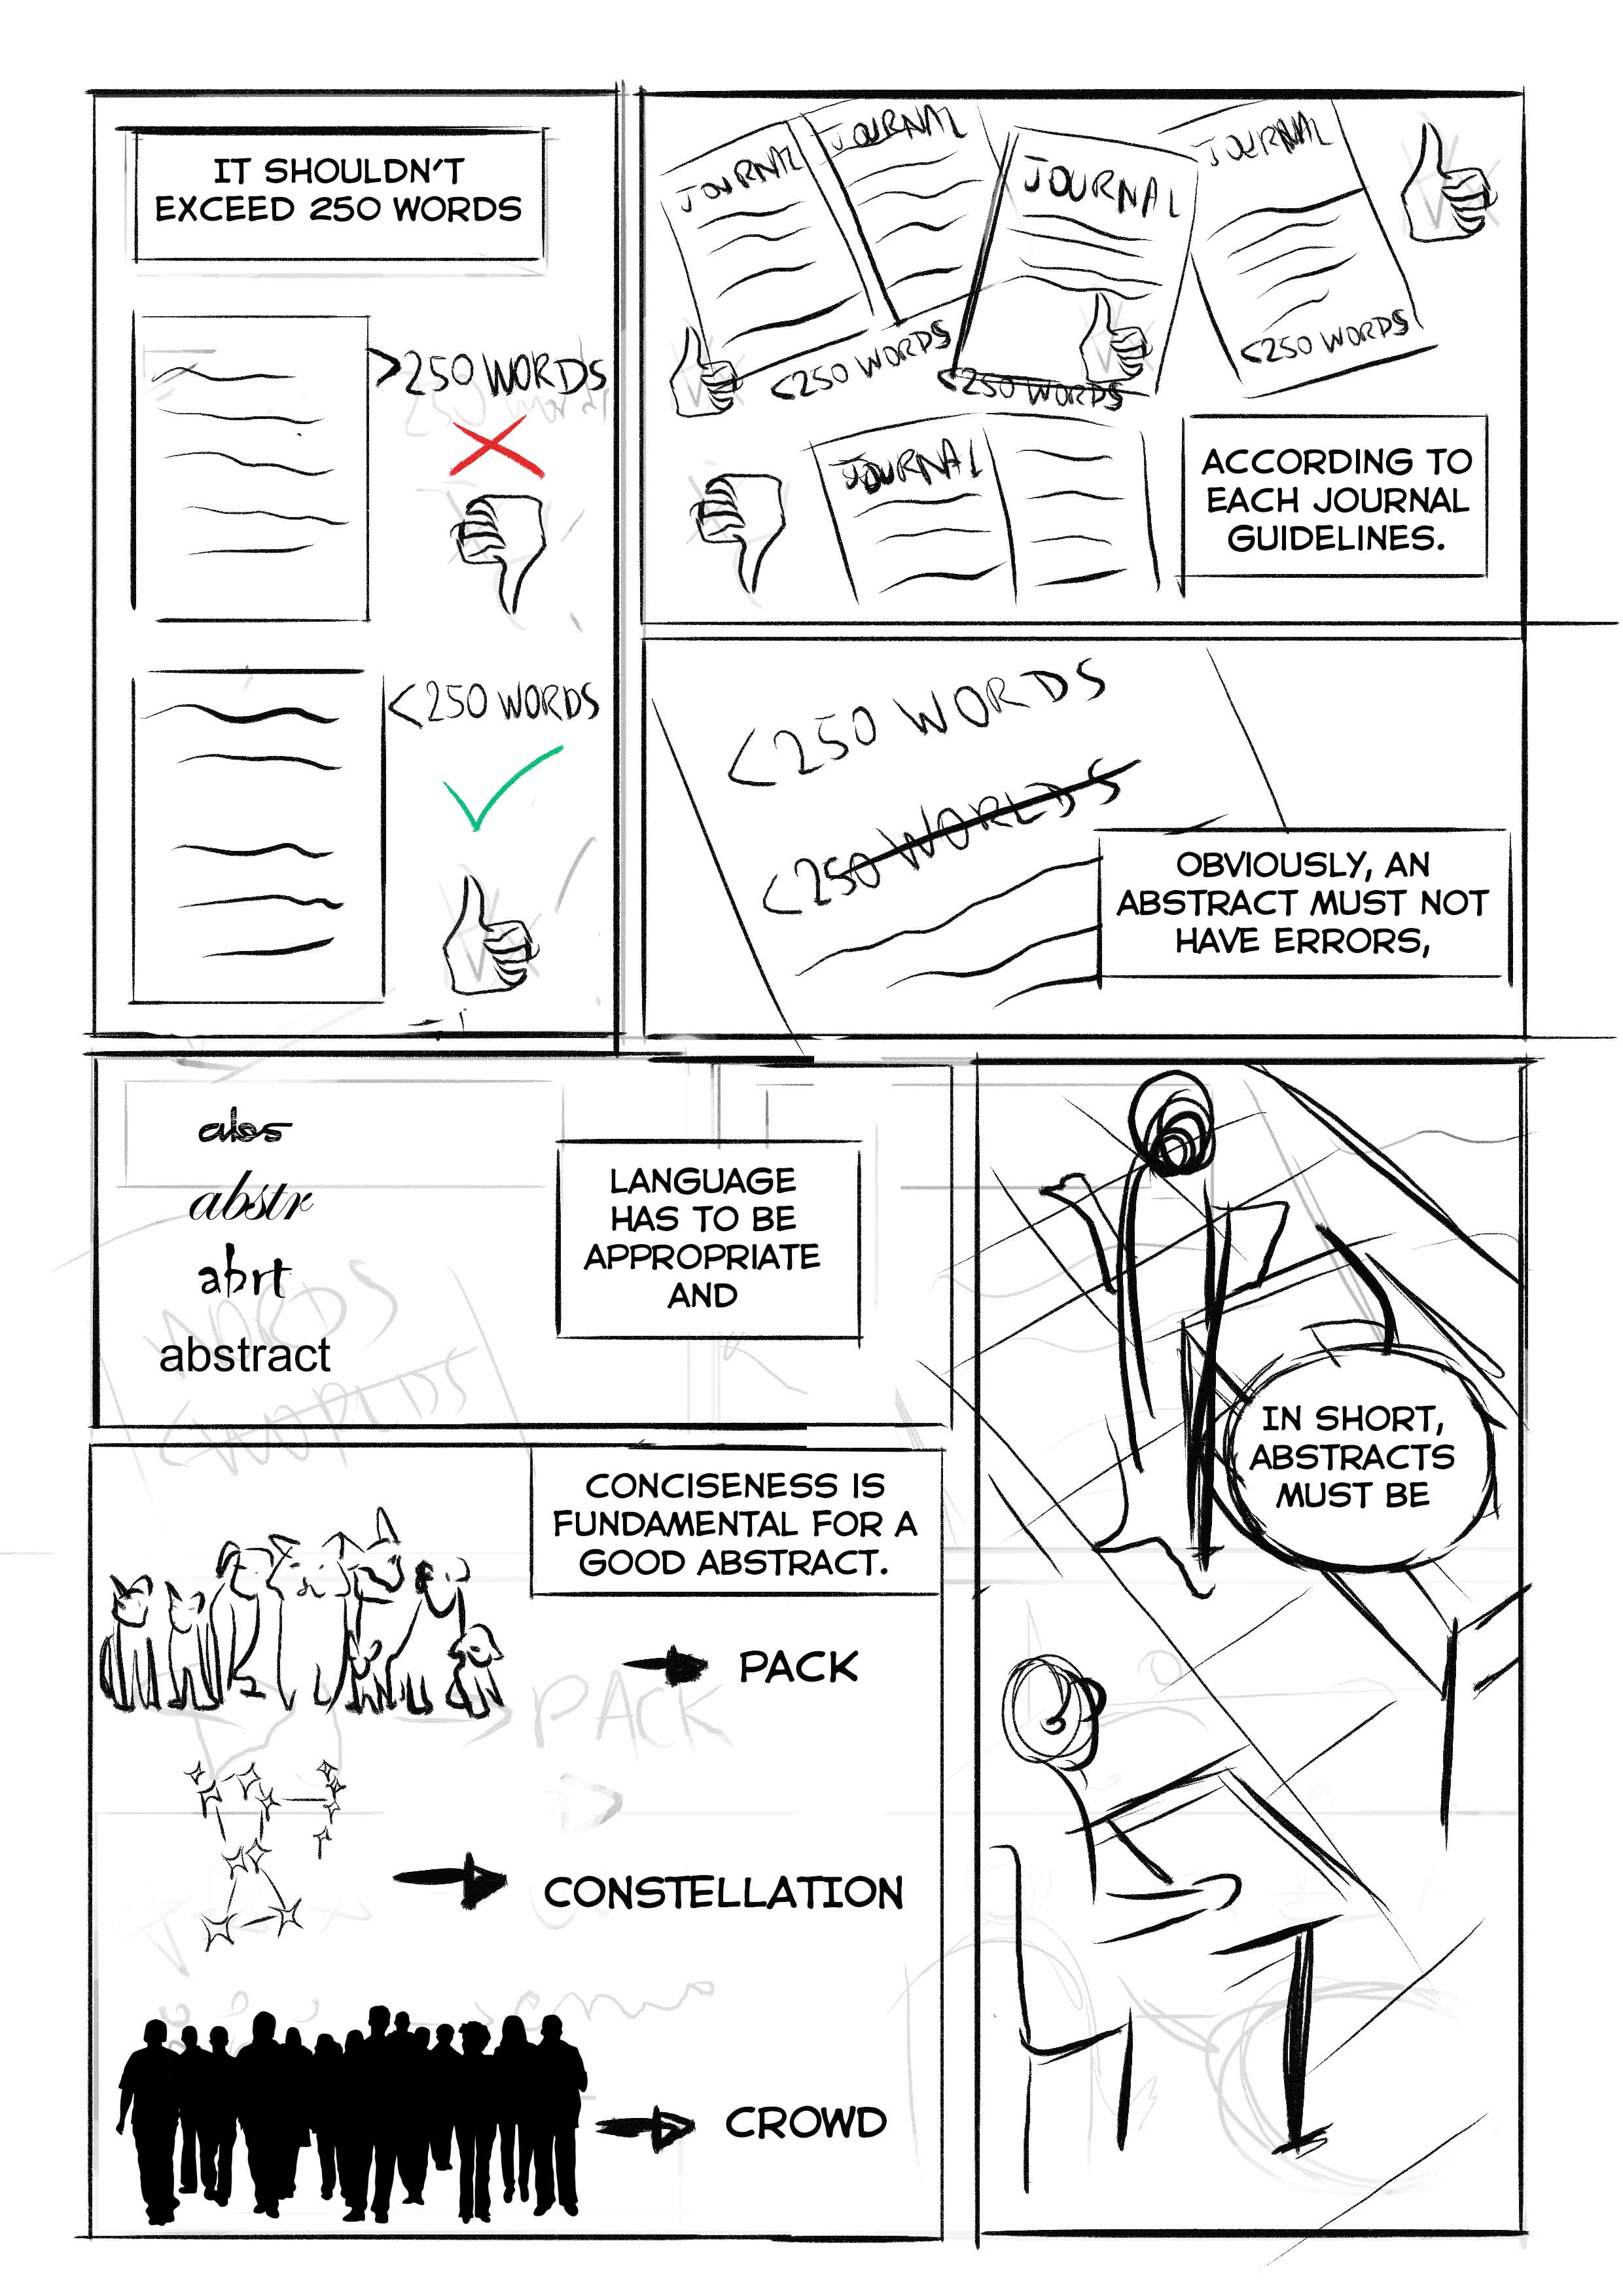 IT SHOULDN'T
EXCEED 250 WORDS
>250 WORDS
<250 WORDS
JOURNAL
JOURNAL
JOURNAL
JOURNAL
<250 WORDS
<250 WORDS
<250 WORDS
JOURNAL
ACCORDING TO
EACH JOURNAL
GUIDELINES.
<250 WORDS
<250 WORLDS
OBVIOUSLY, AN
ABSTRACT MUST NOT
HAVE ERRORS,
abs
abstr
abrt
abstract
WORDS
WORLDS
LANGUAGE
HAS TO BE
APPROPRIATE
AND
CONCISENESS IS
FUNDAMENTAL FOR A
GOOD ABSTRACT.
PACK
PACK
CONSTELLATION
CROWD
IN SHORT,
ABSTRACTS
MUST BE